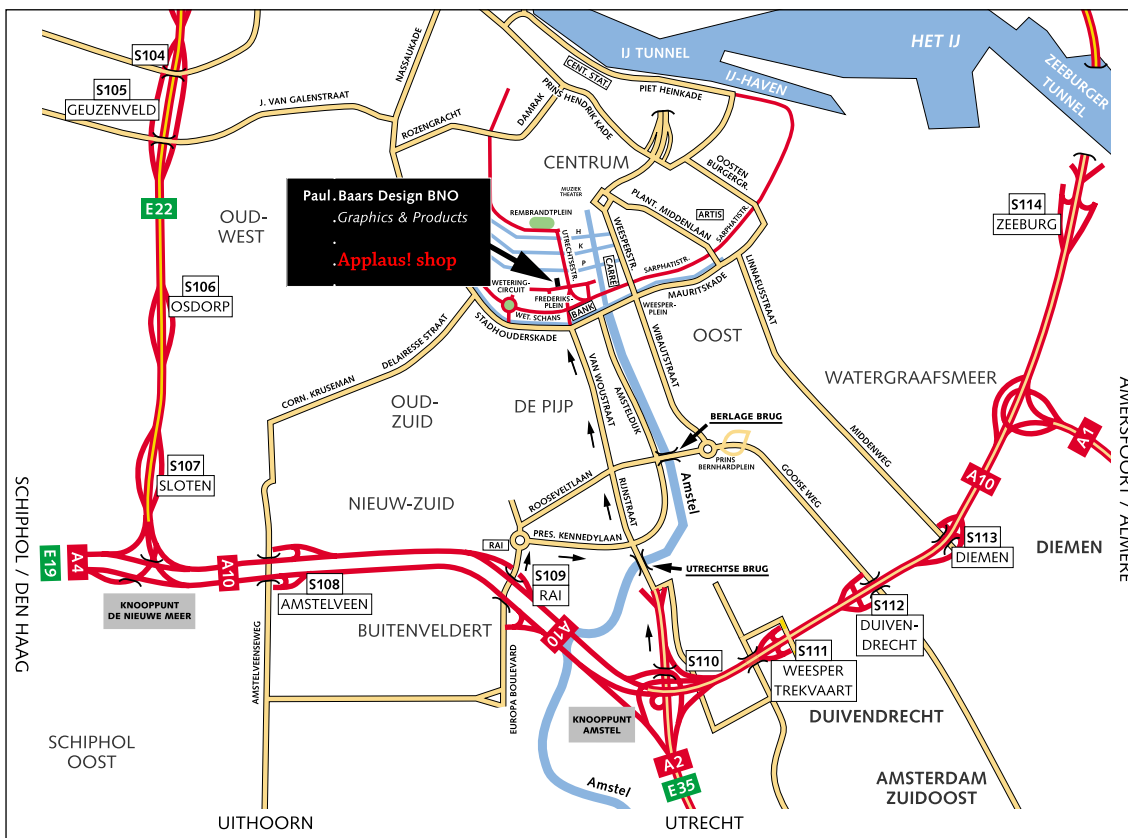 HET IJ
IJ TUNNEL
IJ-HAVEN
ZEEBURGER
TUNNEL
S104
S105
GEUZENVELD
NASSAUKADE
J. VAN GALENSTRAAT
ROZENGRACHT
DAMRAK
PRINS HENDRIK KADE
CENT. STAT.
PIET HEINKADE
CENTRUM
OOSTEN
BURGERGR.
MUZIEK
THEATER
PLANT. MIDDENLAAN
ARTIS
SARPHATISTR.
Paul.Baars Design BNO
.Graphics & Products
.
.Applaus! shop
REMBRANDTPLEIN
UTRECHTSESTR.
H
K
P
WEESPERSTR.
CARRE
SARPHATISTR.
MAURITSKADE
LINNAEUSSTRAAT
WETERING-
CIRCUIT
FREDERIKS-
PLEIN
WET. SCHANS
BANK
WEESPER-
PLEIN
STADHOUDERSKADE
E22
OUD-
WEST
S114
ZEEBURG
S106
OSDORP
DELAIRESSE STRAAT
CORN. KRUSEMAN
OUD-
ZUID
DE PIJP
VAN WOUSTRAAT
AMSTELDIJK
WIBAUTSTRAAT
OOST
WATERGRAAFSMEER
BERLAGE BRUG
PRINS
BERNHARDPLEIN
MIDDENWEG
GOOISE WEG
A1
A10
AMERSFOORT / ALMERE
S107
SLOTEN
NIEUW-ZUID
ROOSEVELTLAAN
RIJNSTRAAT
Amstel
RAI
PRES. KENNEDYLAAN
UTRECHTSE BRUG
S113
DIEMEN
DIEMEN
SCHIPHOL / DEN HAAG
E19
A4
A10
KNOOPPUNT
DE NIEUWE MEER
S108
AMSTELVEEN
S109
RAI
S112
DUIVEN-
DRECHT
BUITENVELDERT
A10
S110
S111
WEESPER
TREKVAART
AMSTELVEENSEWEG
EUROPA BOULEVARD
KNOOPPUNT
AMSTEL
DUIVENDRECHT
SCHIPHOL
OOST
A2
E35
Amstel
AMSTERDAM
ZUIDOOST
UITHOORN
UTRECHT